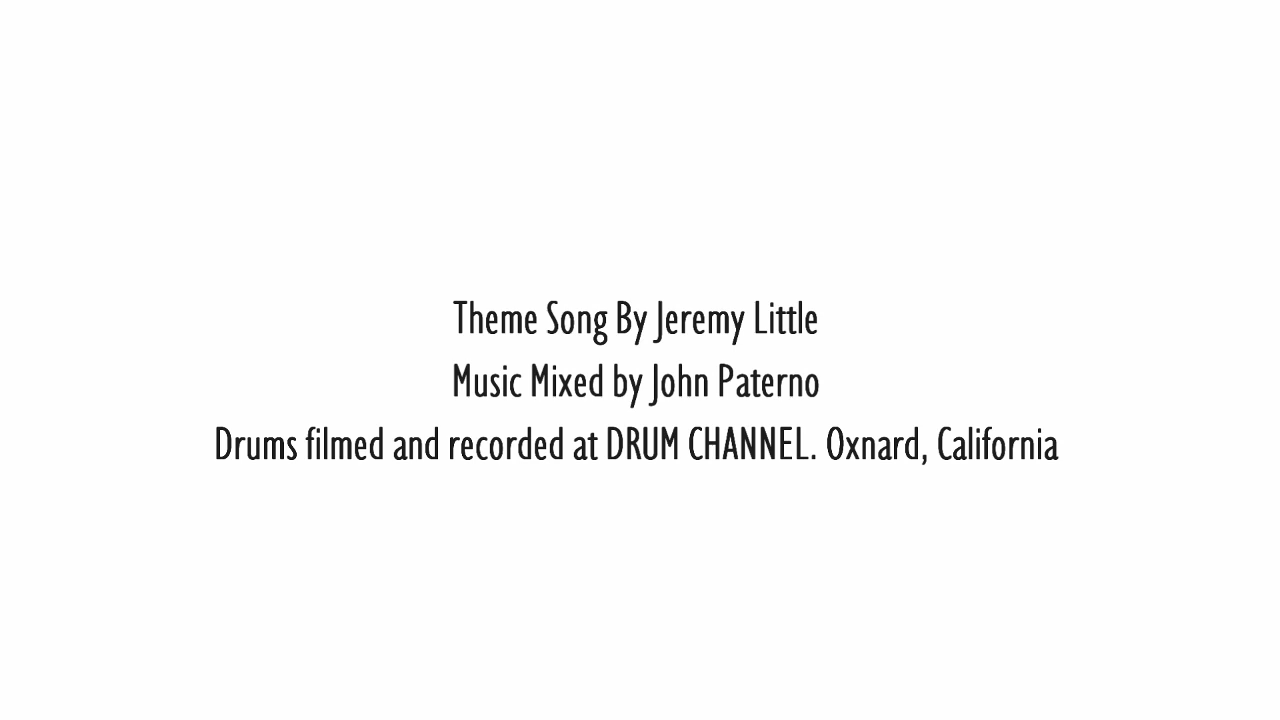 Theme Song By Jeremy Little
Music Mixed by John Paterno
Drums filmed and recorded at DRUM CHANNEL. Oxnard, California